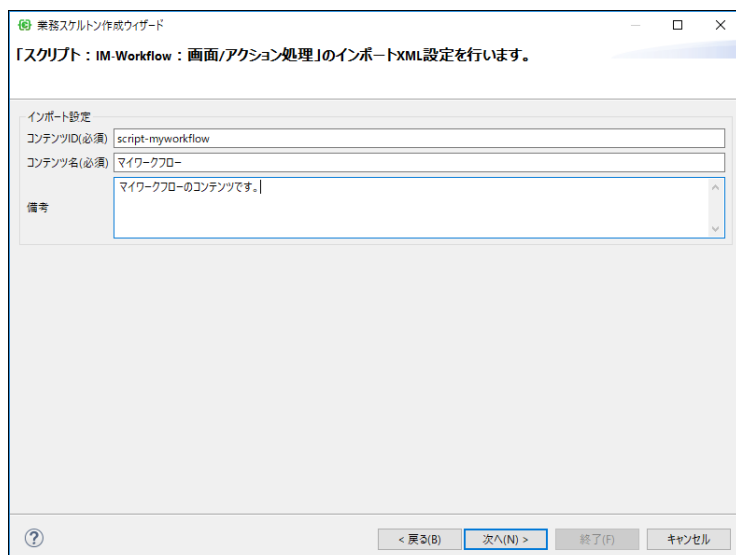 業務スケルトン作成ウィザード
「スクリプト：IM-Workflow：画面/アクション処理」のインポートXML設定を行います。
インポート設定
コンテンツID(必須) script-myworkflow
コンテンツ名(必須) マイワークフロー
備考 マイワークフローのコンテンツです。
? < 戻る(B) 次へ(N) > 終了(F) キャンセル